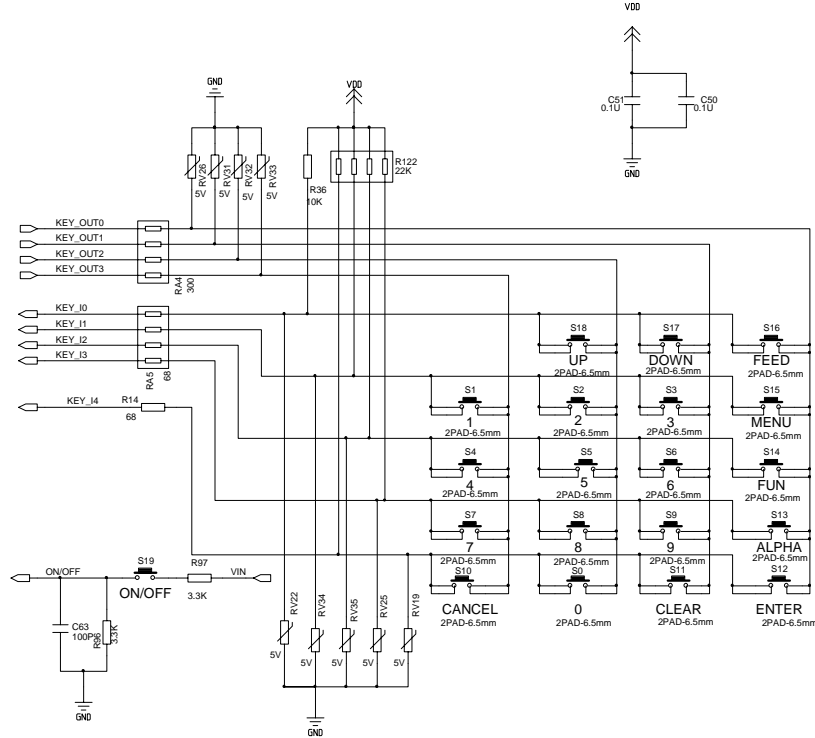 VDD
GND
VDD
C51
0.1U
C50
0.1U
GND
RV26
5V
RV31
5V
RV32
5V
RV33
5V
R36
10K
R122
22K
KEY_OUT0
KEY_OUT1
KEY_OUT2
KEY_OUT3
RA4
300
KEY_I0
KEY_I1
KEY_I2
KEY_I3
RA5
68
KEY_I4
R14
68
S18
UP
2PAD-6.5mm
S17
DOWN
2PAD-6.5mm
S16
FEED
2PAD-6.5mm
S1
1
2PAD-6.5mm
S2
2
2PAD-6.5mm
S3
3
2PAD-6.5mm
S15
MENU
2PAD-6.5mm
S4
4
2PAD-6.5mm
S5
5
2PAD-6.5mm
S6
6
2PAD-6.5mm
S14
FUN
2PAD-6.5mm
S7
7
2PAD-6.5mm
S8
8
2PAD-6.5mm
S9
9
2PAD-6.5mm
S13
ALPHA
2PAD-6.5mm
S10
CANCEL
2PAD-6.5mm
S0
0
2PAD-6.5mm
S11
CLEAR
2PAD-6.5mm
S12
ENTER
2PAD-6.5mm
ON/OFF
S19
ON/OFF
R97
3.3K
VIN
C63
100P
R96
3.3K
GND
RV22
5V
RV34
5V
RV35
5V
RV25
5V
RV19
5V
GND